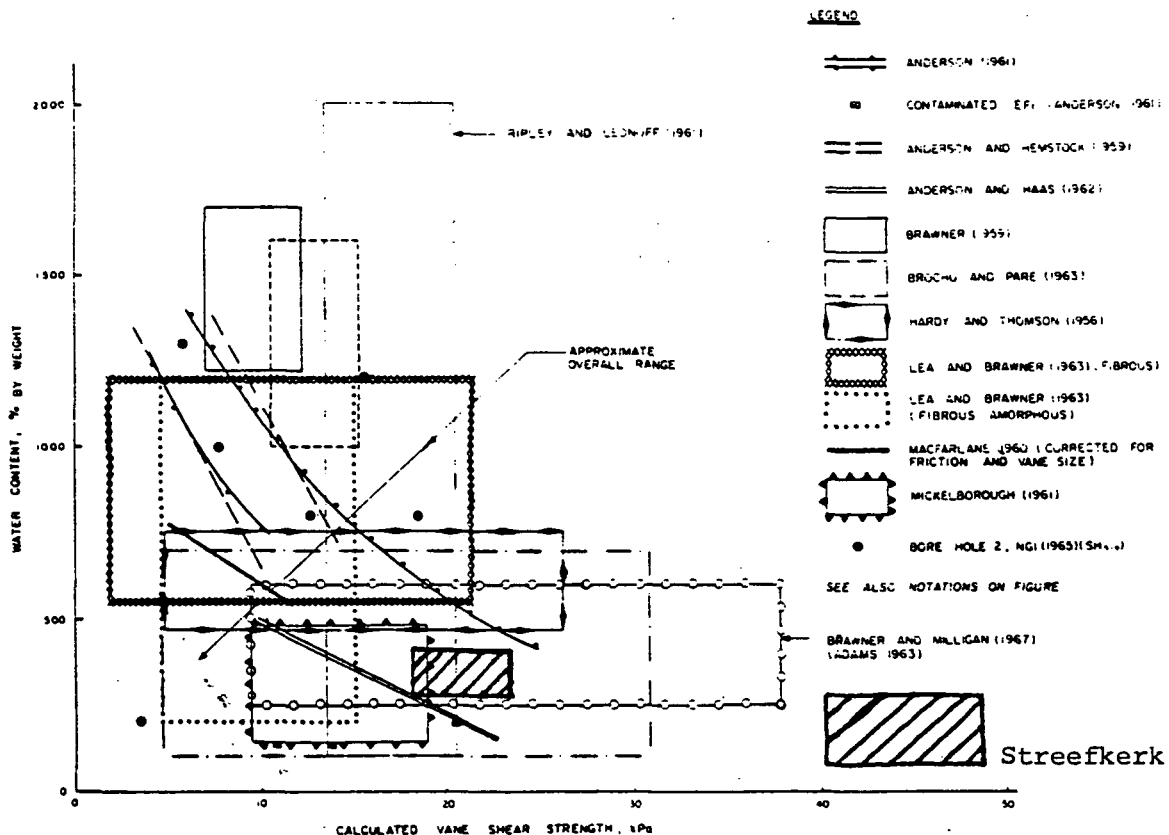 LEGEND
ANDERSON (1961)
CONTAMINATED (ANDERSON 1961)
ANDERSON AND HEMSTOCK (1959)
ANDERSON AND HAAS (1962)
BRAWNER (1959)
BROCHU AND PARE (1963)
HARDY AND THOMSON (1956)
LEA AND BRAWNER (1963) (FIBROUS)
LEA AND BRAWNER (1963)
(FIBROUS AMORPHOUS)
MACFARLANE 1960 (CORRECTED FOR
FRICTION AND VANE SIZE)
MICKELBOROUGH (1961)
BORE HOLE 2, NGI (1965)
SEE ALSO NOTATIONS ON FIGURE
BRAWNER AND MILLIGAN (1967)
(ADAMS 1963)
Streefkerk
RIPLEY AND LEONOFF (1961)
APPROXIMATE
OVERALL RANGE
WATER CONTENT, % BY WEIGHT
2000
1500
1000
500
0
0
10
20
30
40
50
CALCULATED VANE SHEAR STRENGTH, kPa